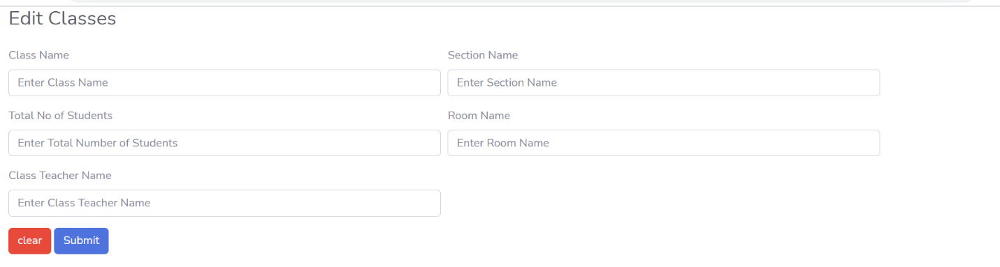 Edit Classes
Class Name
Section Name
Enter Class Name
Enter Section Name
Total No of Students
Room Name
Enter Total Number of Students
Enter Room Name
Class Teacher Name
Enter Class Teacher Name
clear
Submit